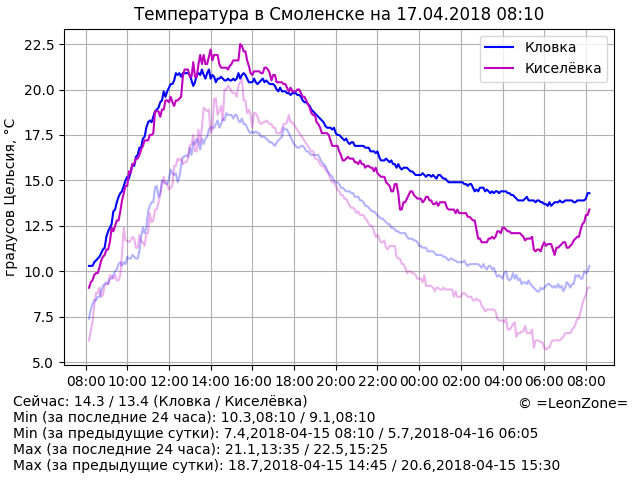 Температура в Смоленске на 17.04.2018 08:10
градусов Цельсия, °C
22.5
20.0
17.5
15.0
12.5
10.0
7.5
5.0
Кловка
Киселёвка
08:00 10:00 12:00 14:00 16:00 18:00 20:00 22:00 00:00 02:00 04:00 06:00 08:00
Сейчас: 14.3 / 13.4 (Кловка / Киселёвка)
© =LeonZone=
Min (за последние 24 часа): 10.3,08:10 / 9.1,08:10
Min (за предыдущие сутки): 7.4,2018-04-15 08:10 / 5.7,2018-04-16 06:05
Max (за последние 24 часа): 21.1,13:35 / 22.5,15:25
Max (за предыдущие сутки): 18.7,2018-04-15 14:45 / 20.6,2018-04-15 15:30